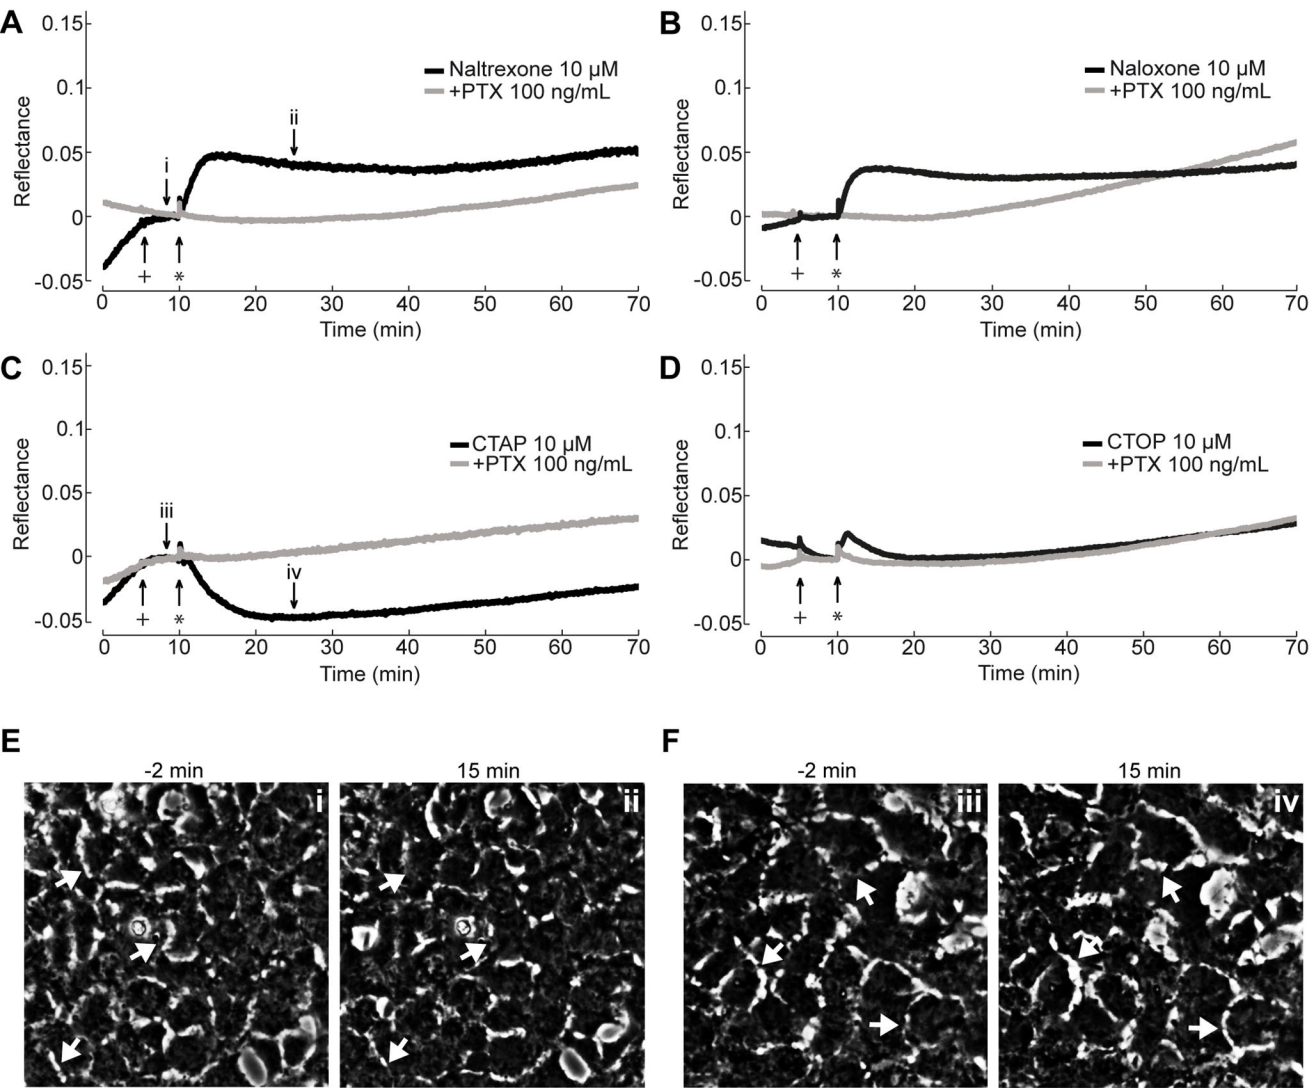 A
0.15
0.1
0.05
0
-0.05
Reflectance
Naltrexone 10 µM
+PTX 100 ng/mL
i
ii
+
*
0 10 20 30 40 50 60 70
Time (min)
B
0.15
0.1
0.05
0
-0.05
Reflectance
Naloxone 10 µM
+PTX 100 ng/mL
+
*
0 10 20 30 40 50 60 70
Time (min)
C
0.15
0.1
0.05
0
-0.05
Reflectance
CTAP 10 µM
+PTX 100 ng/mL
iii
iv
+
*
0 10 20 30 40 50 60 70
Time (min)
D
0.15
0.1
0.05
0
-0.05
Reflectance
CTOP 10 µM
+PTX 100 ng/mL
+
*
0 10 20 30 40 50 60 70
Time (min)
E
-2 min
15 min
i
ii
F
-2 min
15 min
iii
iv